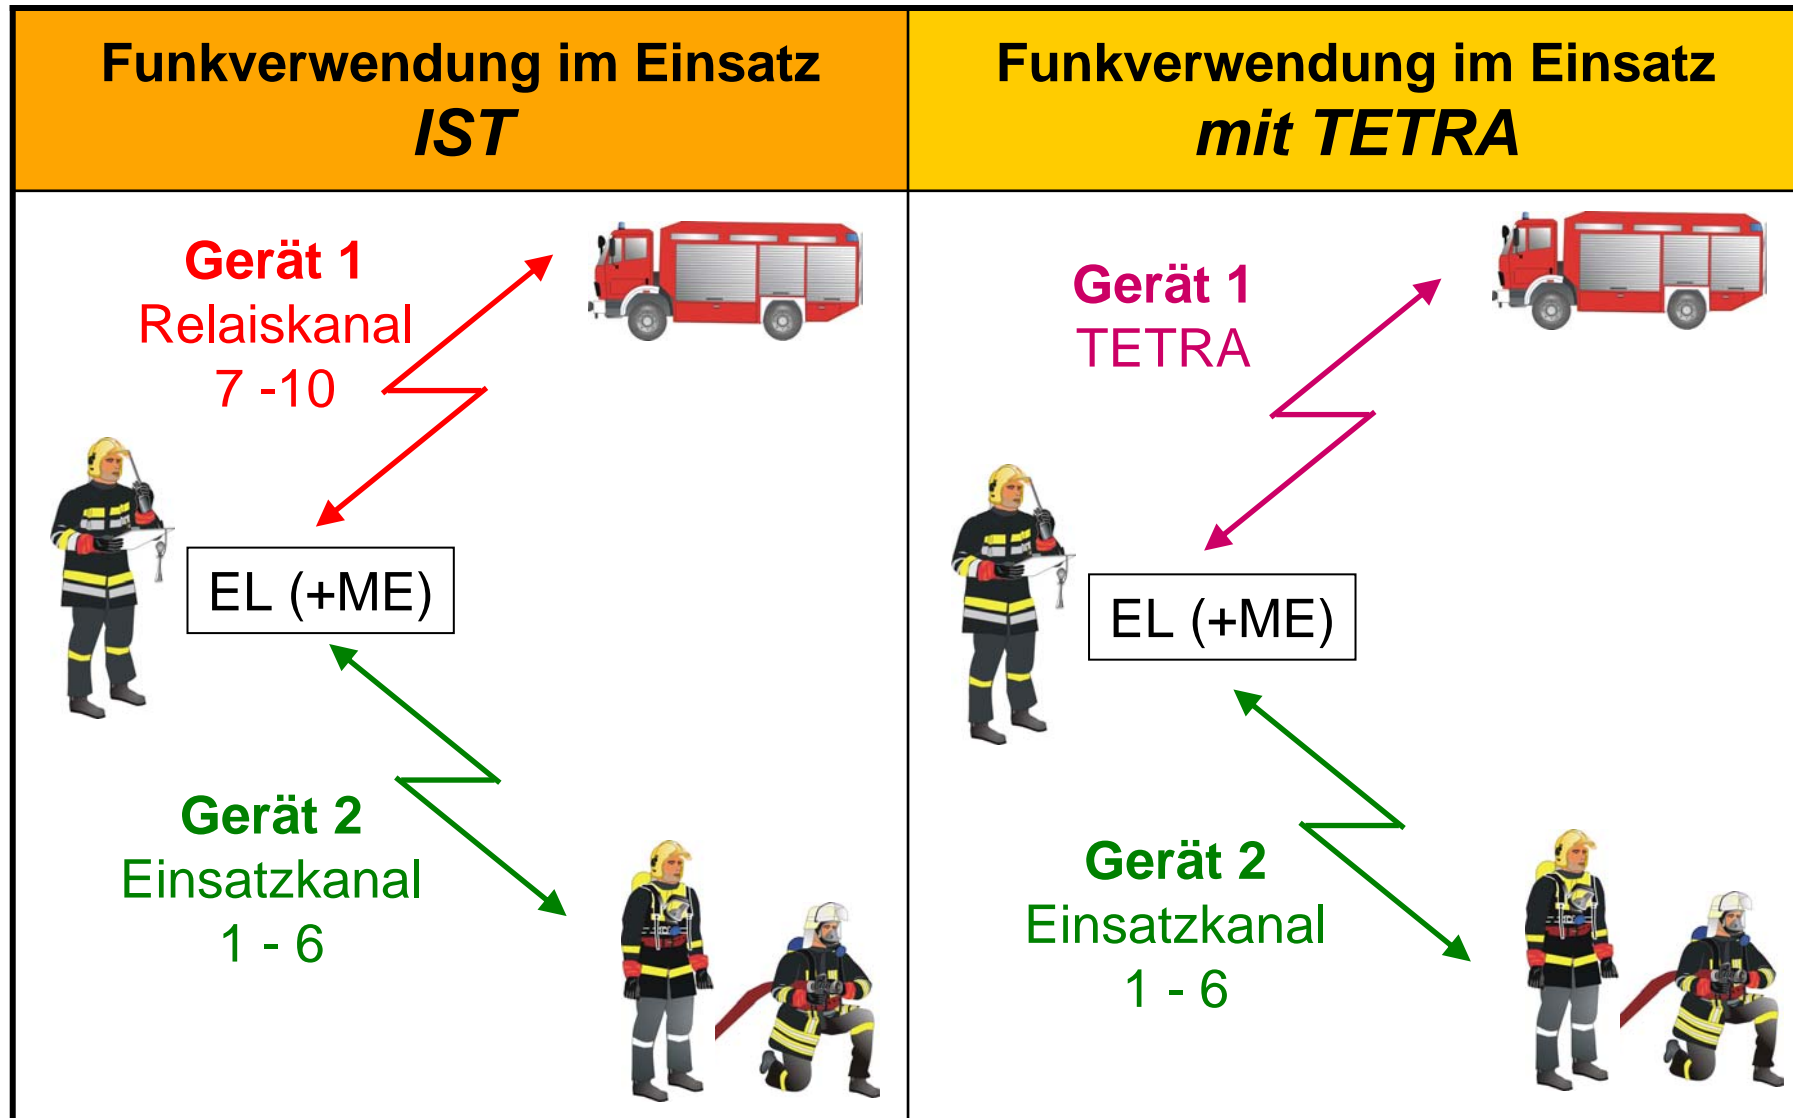 Funkverwendung im Einsatz
IST
Funkverwendung im Einsatz
mit TETRA
Gerät 1
Relaiskanal
7 -10
EL (+ME)
Gerät 2
Einsatzkanal
1 - 6
Gerät 1
TETRA
EL (+ME)
Gerät 2
Einsatzkanal
1 - 6